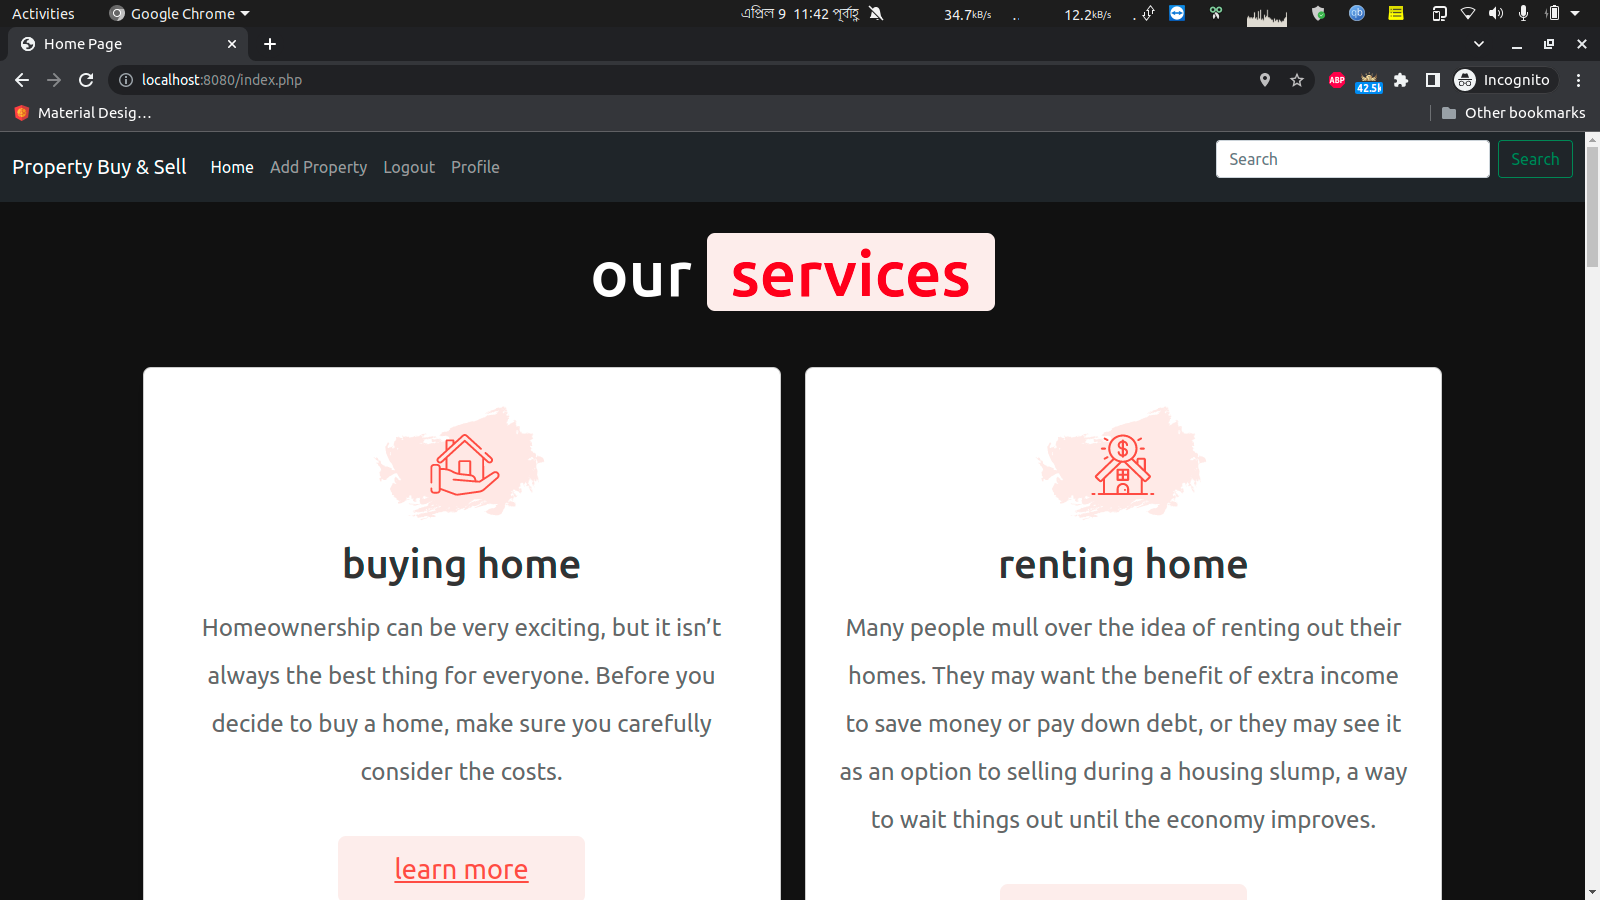 Activities Google Chrome এপ্রিল 9 11:42 পূর্বাহ্ণ 34.7kB/s .. 12.2kB/s .
Home Page
localhost:8080/index.php ABP 42.5k Incognito
Material Desig... Other bookmarks
Property Buy & Sell Home Add Property Logout Profile Search Search
our services
buying home
Homeownership can be very exciting, but it isn’t
always the best thing for everyone. Before you
decide to buy a home, make sure you carefully
consider the costs.
learn more
renting home
Many people mull over the idea of renting out their
homes. They may want the benefit of extra income
to save money or pay down debt, or they may see it
as an option to selling during a housing slump, a way
to wait things out until the economy improves.